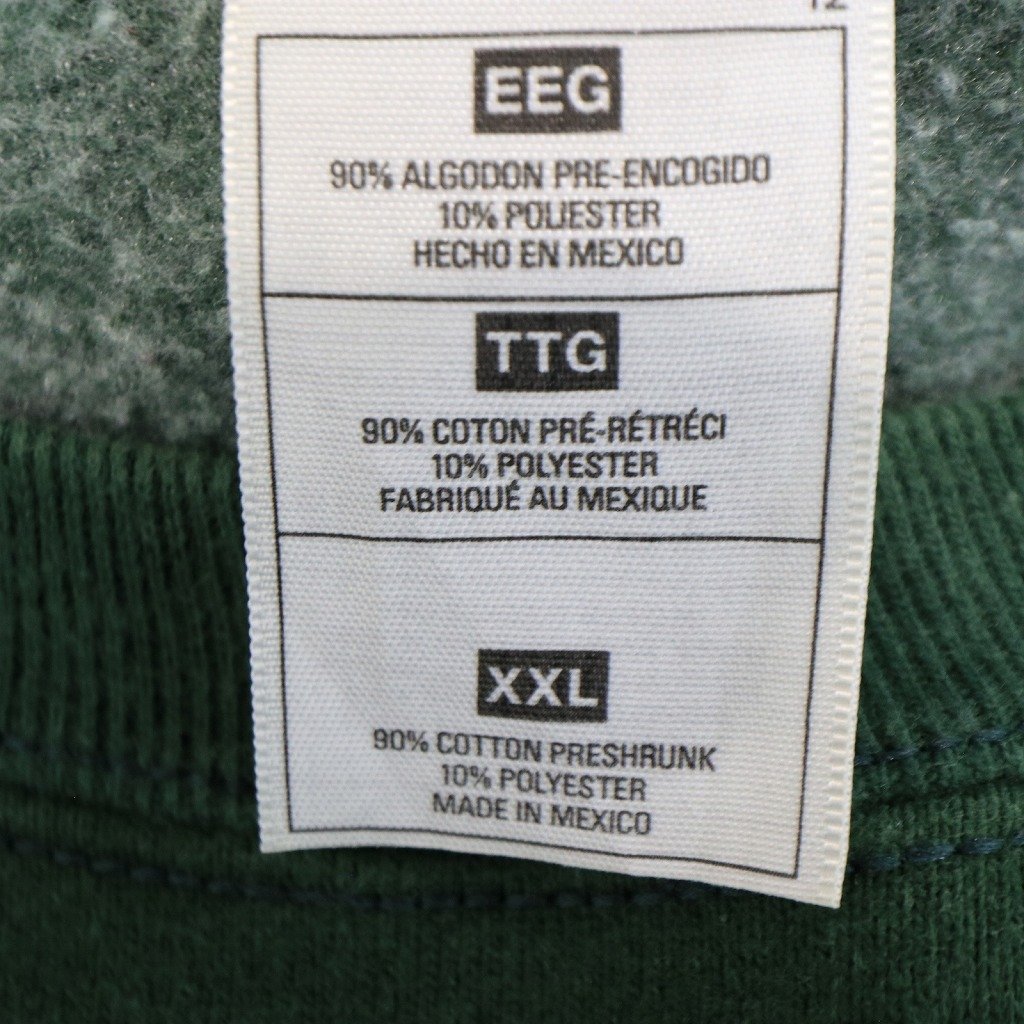 12
EEG
90% ALGODON PRE-ENCOGIDO
10% POLIESTER
HECHO EN MEXICO
TTG
90% COTON PRÉ-RÉTRÉCI
10% POLYESTER
FABRIQUÉ AU MEXIQUE
XXL
90% COTTON PRESHRUNK
10% POLYESTER
MADE IN MEXICO